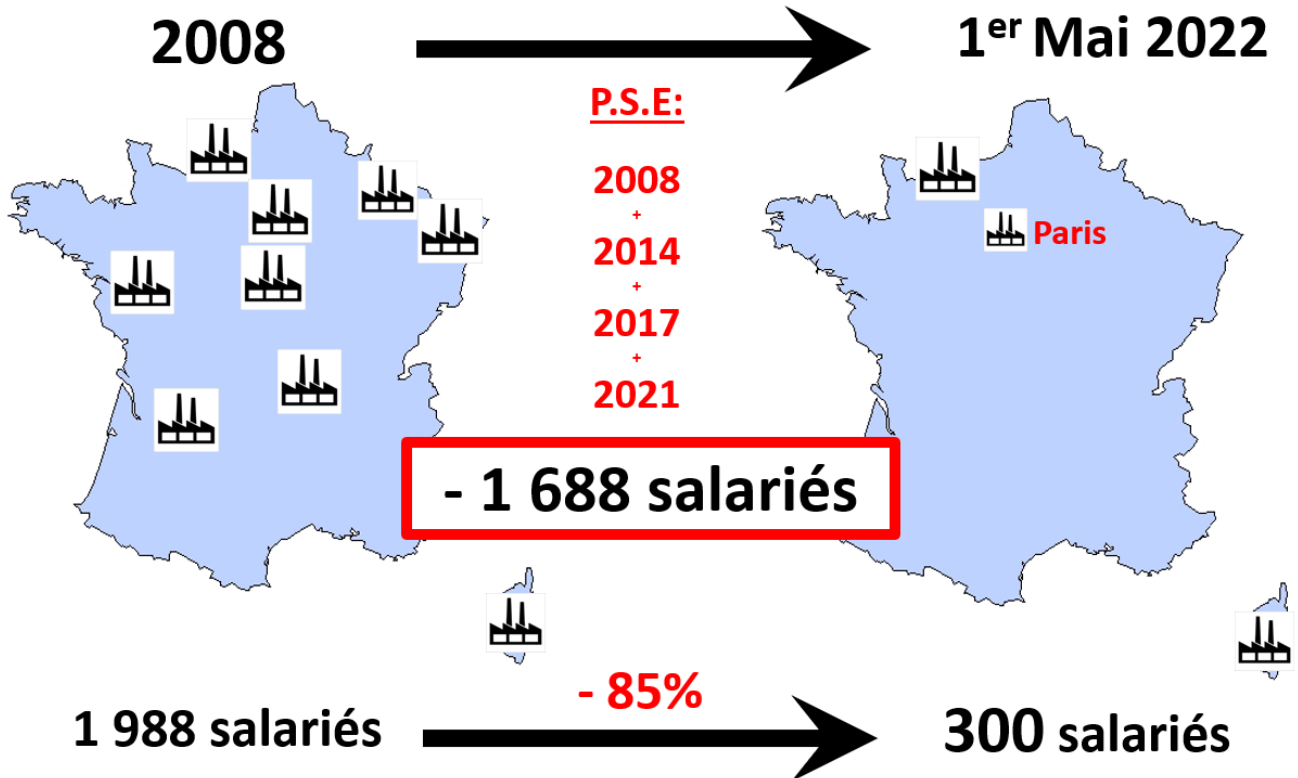 2008
1er Mai 2022
P.S.E:
2008
+
2014
+
2017
+
2021
Paris
- 1 688 salariés
- 85%
1 988 salariés
300 salariés